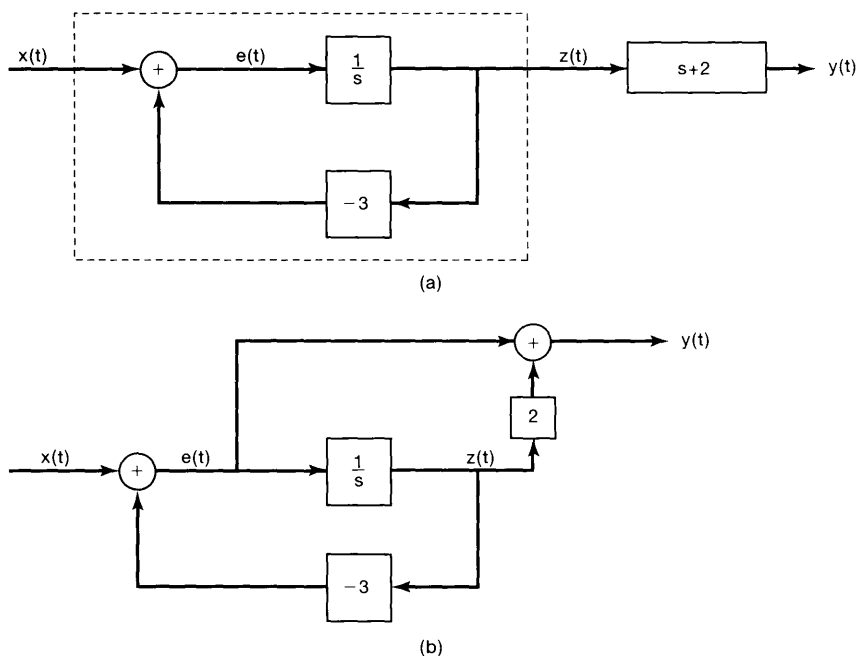 x(t)
+
e(t)
1
s
z(t)
s+2
y(t)
−3
(a)
+
y(t)
2
x(t)
+
e(t)
1
s
z(t)
−3
(b)